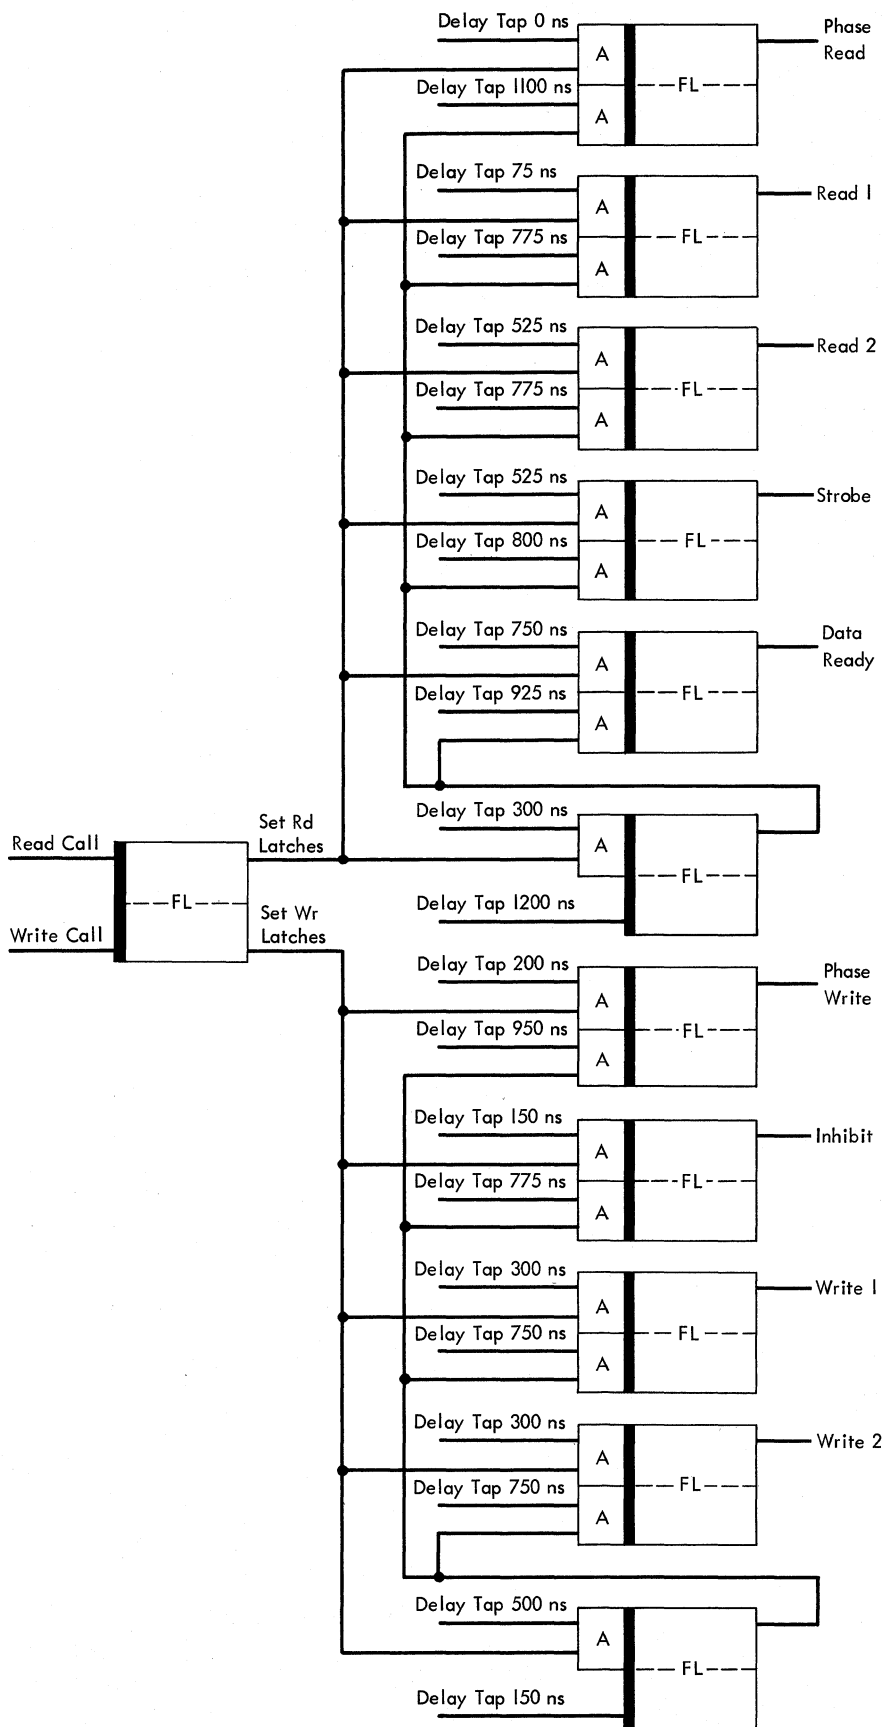 Delay Tap 0 ns
Phase
Read
A
Delay Tap 1100 ns
FL
A
Delay Tap 75 ns
Read 1
A
Delay Tap 775 ns
FL
A
Delay Tap 525 ns
Read 2
A
Delay Tap 775 ns
FL
A
Delay Tap 525 ns
Strobe
A
Delay Tap 800 ns
FL
A
Delay Tap 750 ns
Data
Ready
A
Delay Tap 925 ns
FL
A
Delay Tap 300 ns
Set Rd
Latches
Read Call
A
FL
FL
Delay Tap 1200 ns
Set Wr
Latches
Write Call
Delay Tap 200 ns
Phase
Write
A
Delay Tap 950 ns
FL
A
Delay Tap 150 ns
Inhibit
A
Delay Tap 775 ns
FL
A
Delay Tap 300 ns
Write 1
A
Delay Tap 750 ns
FL
A
Delay Tap 300 ns
Write 2
A
Delay Tap 750 ns
FL
A
Delay Tap 500 ns
A
FL
Delay Tap 150 ns